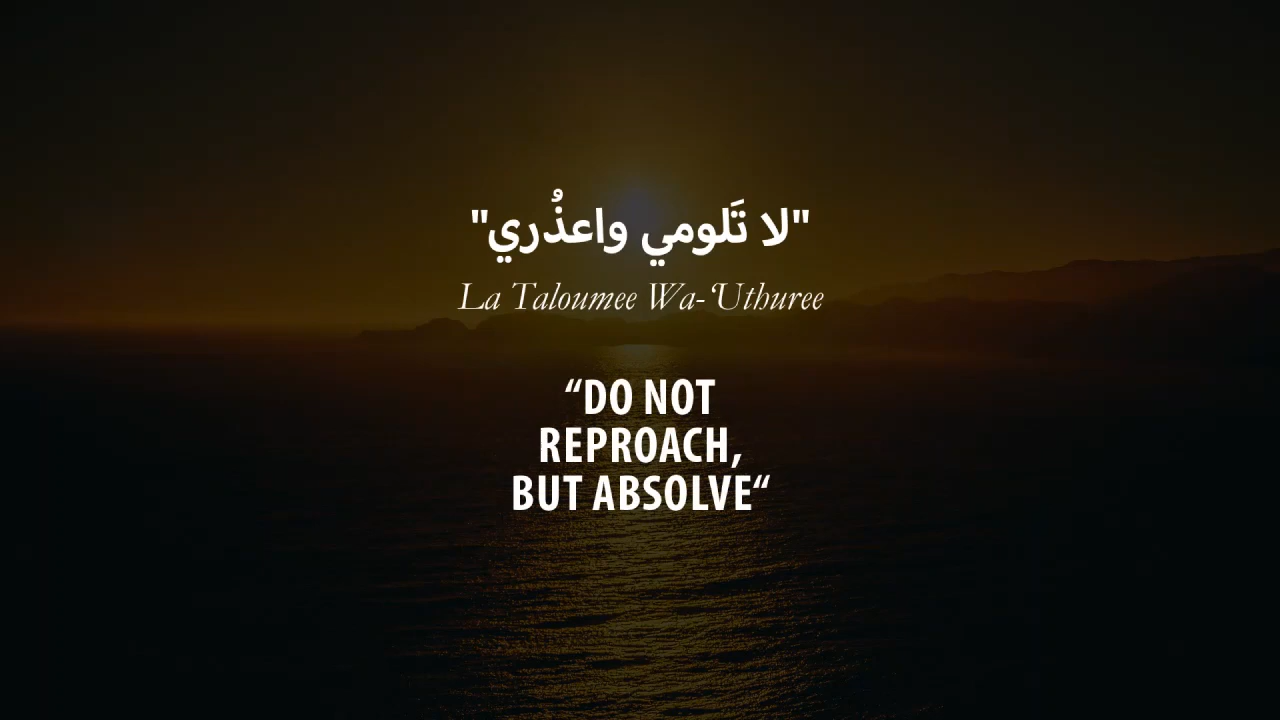 "لا تَلومي واعذُري"
La Taloumee Wa-Uthuree
“DO NOT
REPROACH,
BUT ABSOLVE“